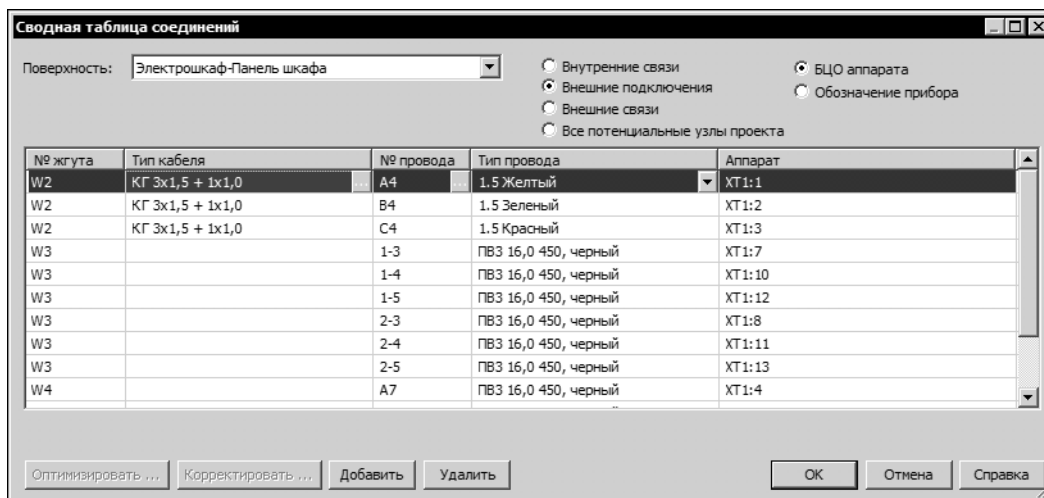 Сводная таблица соединений
Поверхность: Электрошкаф-Панель шкафа
Внутренние связи
Внешние подключения
Внешние связи
Все потенциальные узлы проекта
БЦО аппарата
Обозначение прибора
№ жгута Тип кабеля № провода Тип провода Аппарат
W2 КГ 3х1,5 + 1х1,0 ... A4 ... 1.5 Желтый XT1:1
W2 КГ 3х1,5 + 1х1,0 B4 1.5 Зеленый XT1:2
W2 КГ 3х1,5 + 1х1,0 C4 1.5 Красный XT1:3
W3 1-3 ПВ3 16,0 450, черный XT1:7
W3 1-4 ПВ3 16,0 450, черный XT1:10
W3 1-5 ПВ3 16,0 450, черный XT1:12
W3 2-3 ПВ3 16,0 450, черный XT1:8
W3 2-4 ПВ3 16,0 450, черный XT1:11
W3 2-5 ПВ3 16,0 450, черный XT1:13
W4 A7 ПВ3 16,0 450, черный XT1:4
Оптимизировать ... Корректировать ... Добавить Удалить OK Отмена Справка